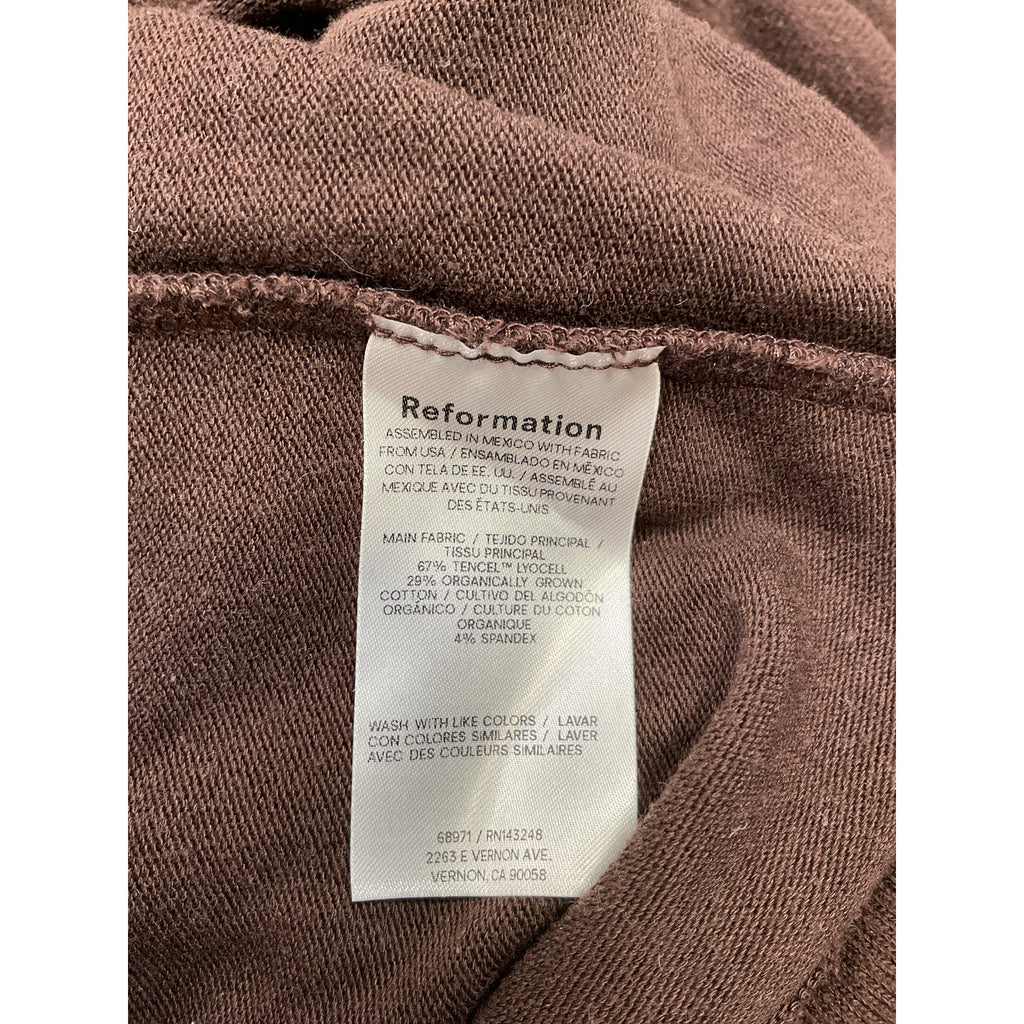 Reformation
ASSEMBLED IN MEXICO WITH FABRIC
FROM USA / ENSAMBLADO EN MÉXICO
CON TELA DE EE. UU. / ASSEMBLÉ AU
MEXIQUE AVEC DU TISSU PROVENANT
DES ÉTATS-UNIS
MAIN FABRIC / TEJIDO PRINCIPAL /
TISSU PRINCIPAL
67% TENCEL™ LYOCELL
29% ORGANICALLY GROWN
COTTON / CULTIVO DEL ALGODÓN
ORGÁNICO / CULTURE DU COTON
ORGANIQUE
4% SPANDEX
WASH WITH LIKE COLORS / LAVAR
CON COLORES SIMILARES / LAVER
AVEC DES COULEURS SIMILAIRES
68971 / RN143248
2263 E VERNON AVE.
VERNON, CA 90058